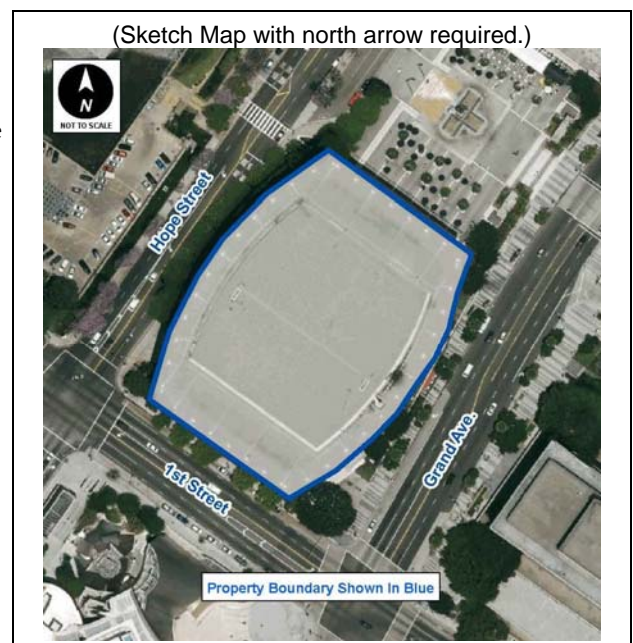 (Sketch Map with north arrow required.)
N
NOT TO SCALE
Hope Street
Grand Ave.
1st Street
Property Boundary Shown In Blue